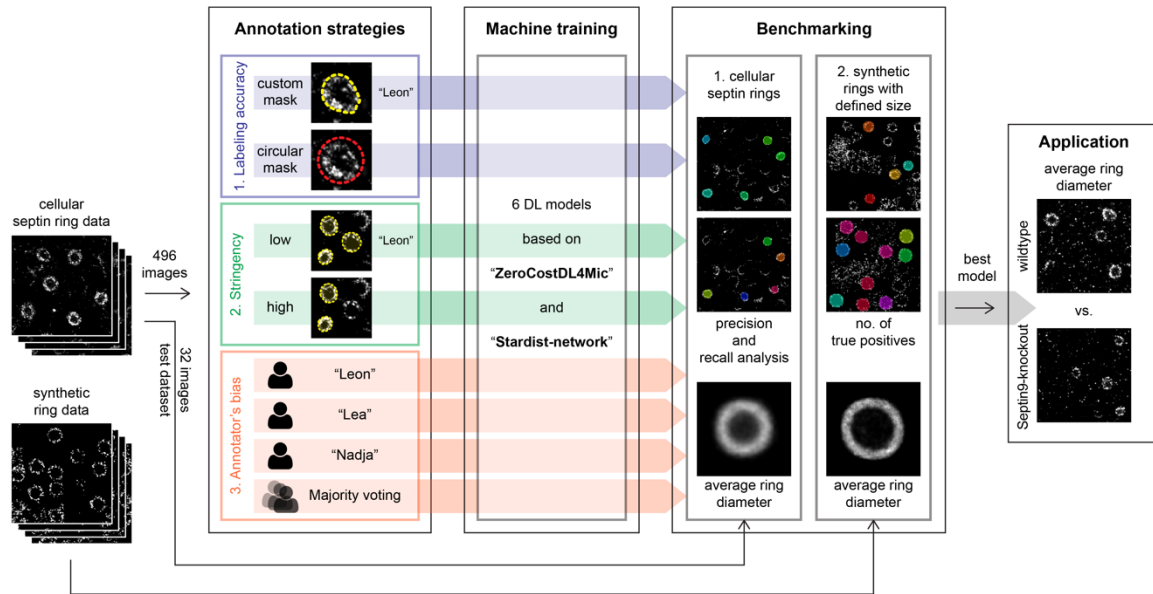 Annotation strategies
Machine training
Benchmarking
1. Labeling accuracy
custom
mask
“Leon”
circular
mask
2. Stringency
low
“Leon”
high
3. Annotator’s bias
“Leon”
“Lea”
“Nadja”
Majority voting
cellular
septin ring data
496
images
32 images
test dataset
synthetic
ring data
6 DL models
based on
“ZeroCostDL4Mic”
and
“Stardist-network”
1. cellular
septin rings
precision
and
recall analysis
average ring
diameter
2. synthetic
rings with
defined size
no. of
true positives
average ring
diameter
best
model
Application
average ring
diameter
wildtype
vs.
Septin9-knockout